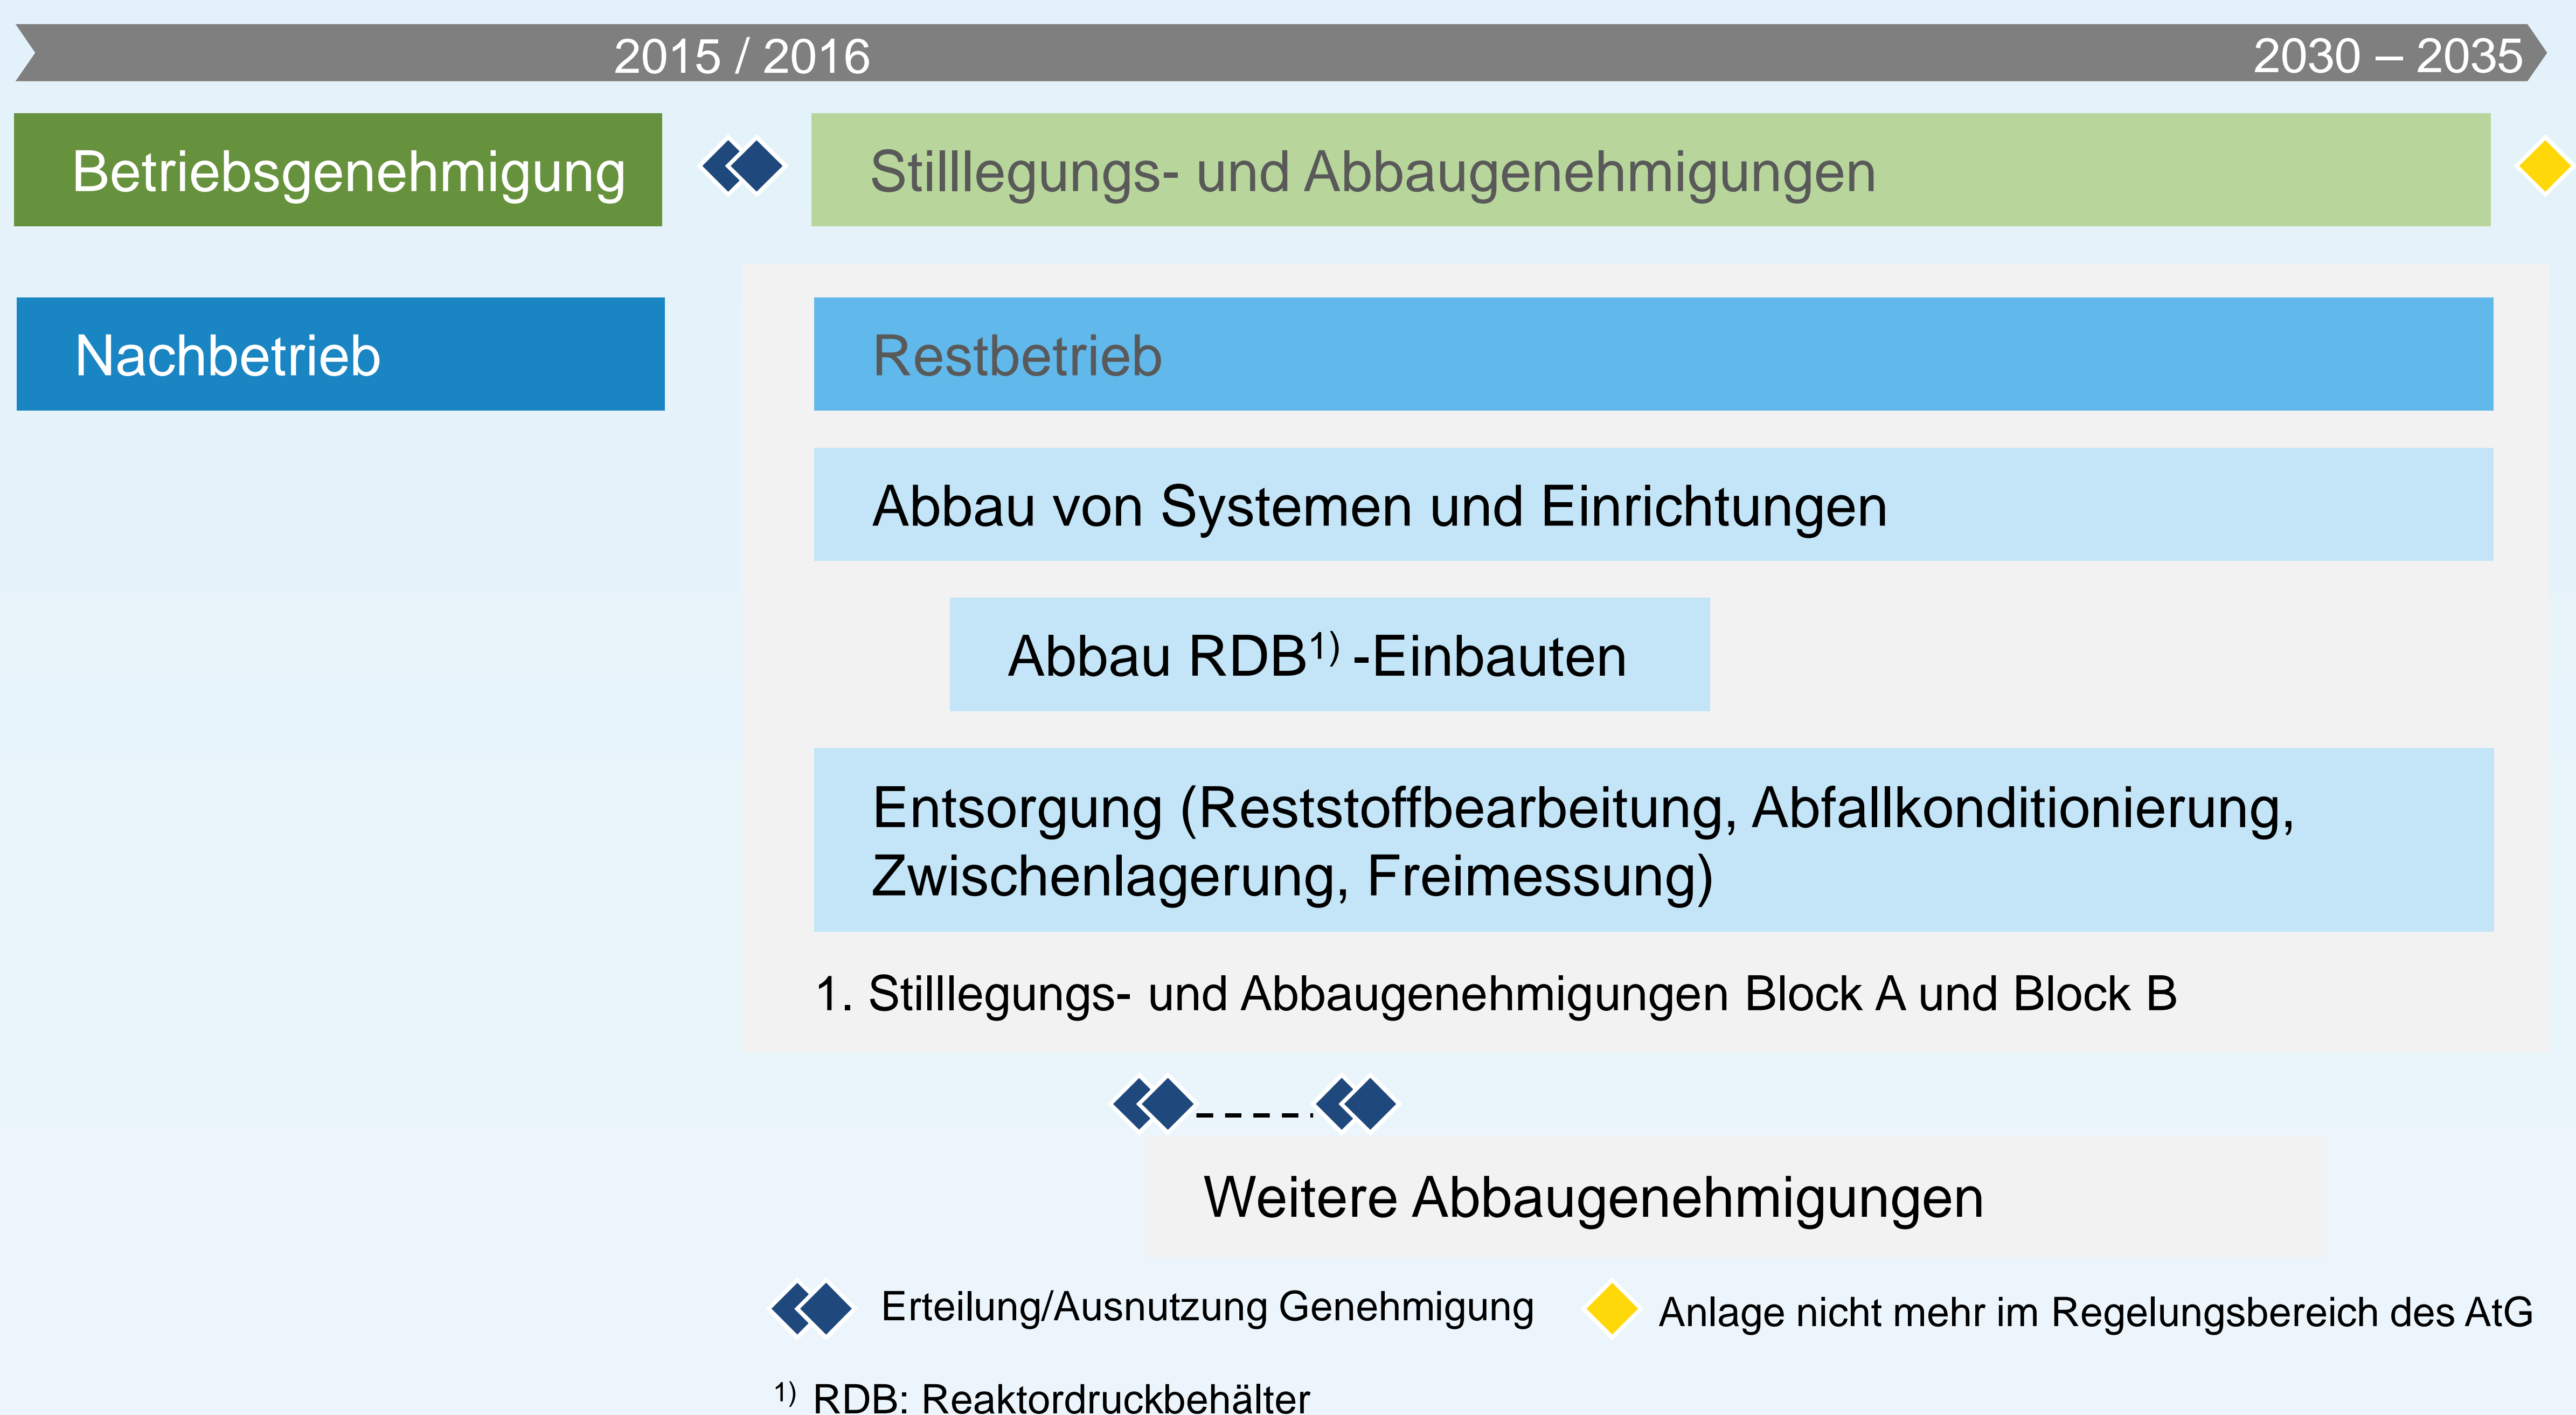 2015 / 2016
2030 – 2035
Betriebsgenehmigung
Stilllegungs- und Abbaugenehmigungen
Nachbetrieb
Restbetrieb
Abbau von Systemen und Einrichtungen
Abbau RDB¹⁾ -Einbauten
Entsorgung (Reststoffbearbeitung, Abfallkonditionierung,
Zwischenlagerung, Freimessung)
1. Stilllegungs- und Abbaugenehmigungen Block A und Block B
Weitere Abbaugenehmigungen
Erteilung/Ausnutzung Genehmigung
Anlage nicht mehr im Regelungsbereich des AtG
¹⁾ RDB: Reaktordruckbehälter